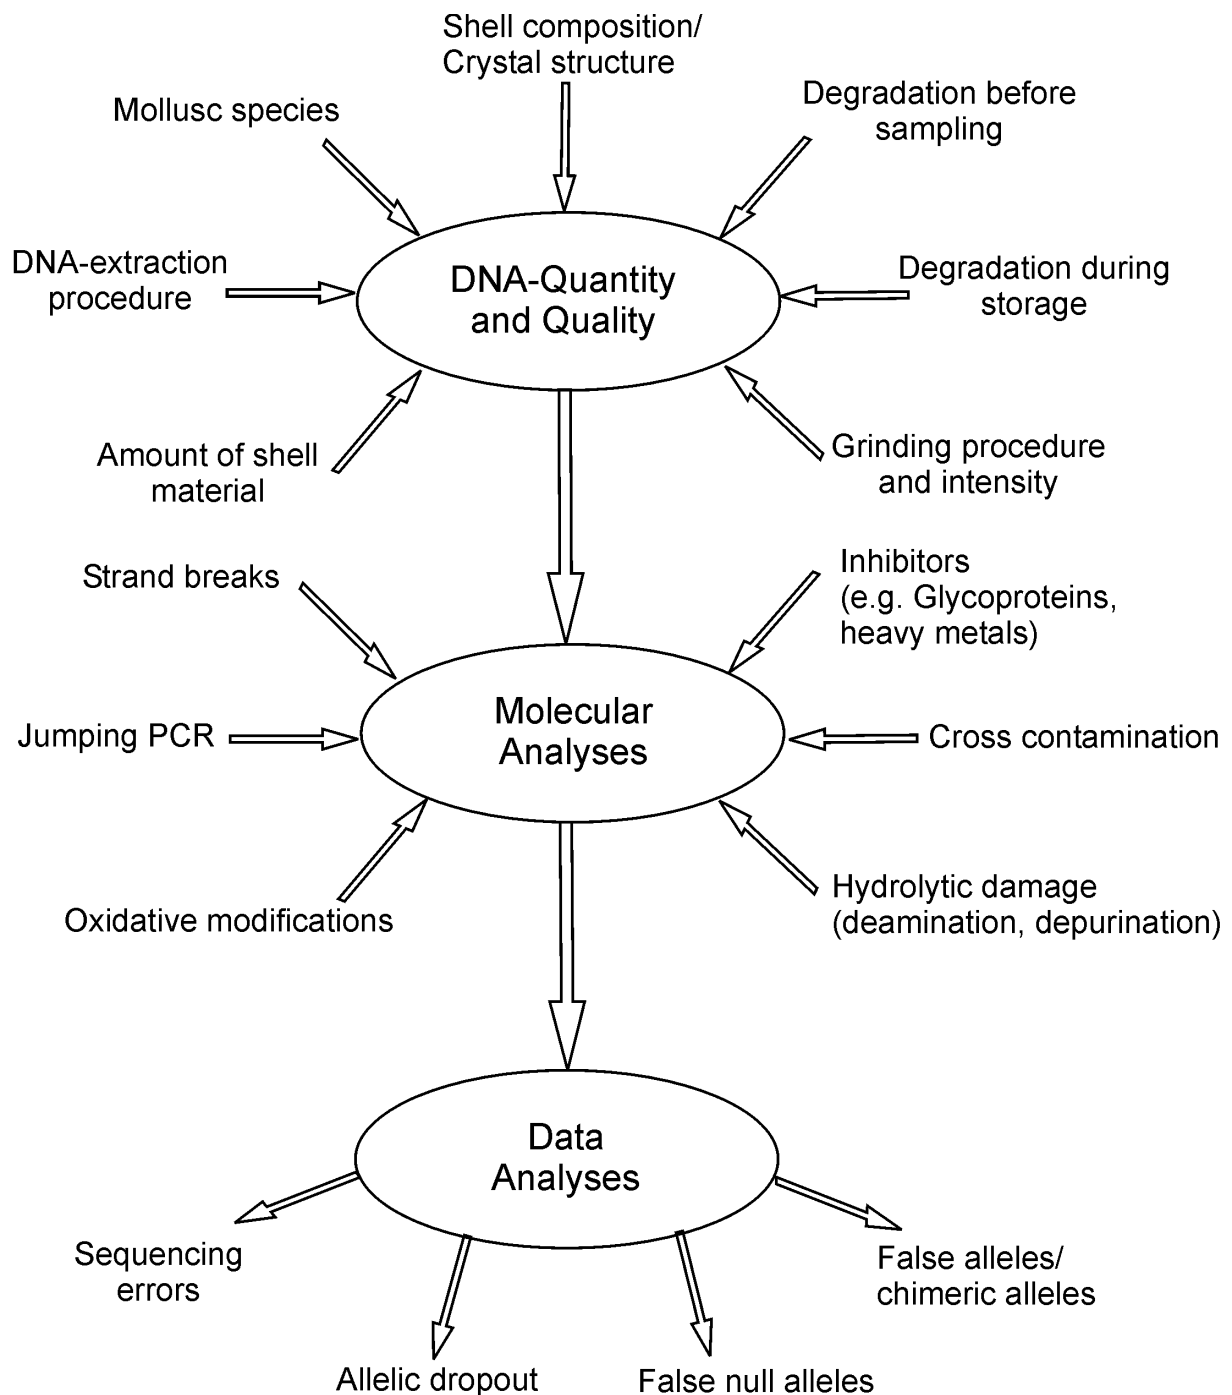 Shell composition/
Crystal structure
Mollusc species
Degradation before
sampling
DNA-extraction
procedure
DNA-Quantity
and Quality
Degradation during
storage
Amount of shell
material
Grinding procedure
and intensity
Strand breaks
Inhibitors
(e.g. Glycoproteins,
heavy metals)
Jumping PCR
Molecular
Analyses
Cross contamination
Oxidative modifications
Hydrolytic damage
(deamination, depurination)
Data
Analyses
Sequencing
errors
False alleles/
chimeric alleles
Allelic dropout
False null alleles